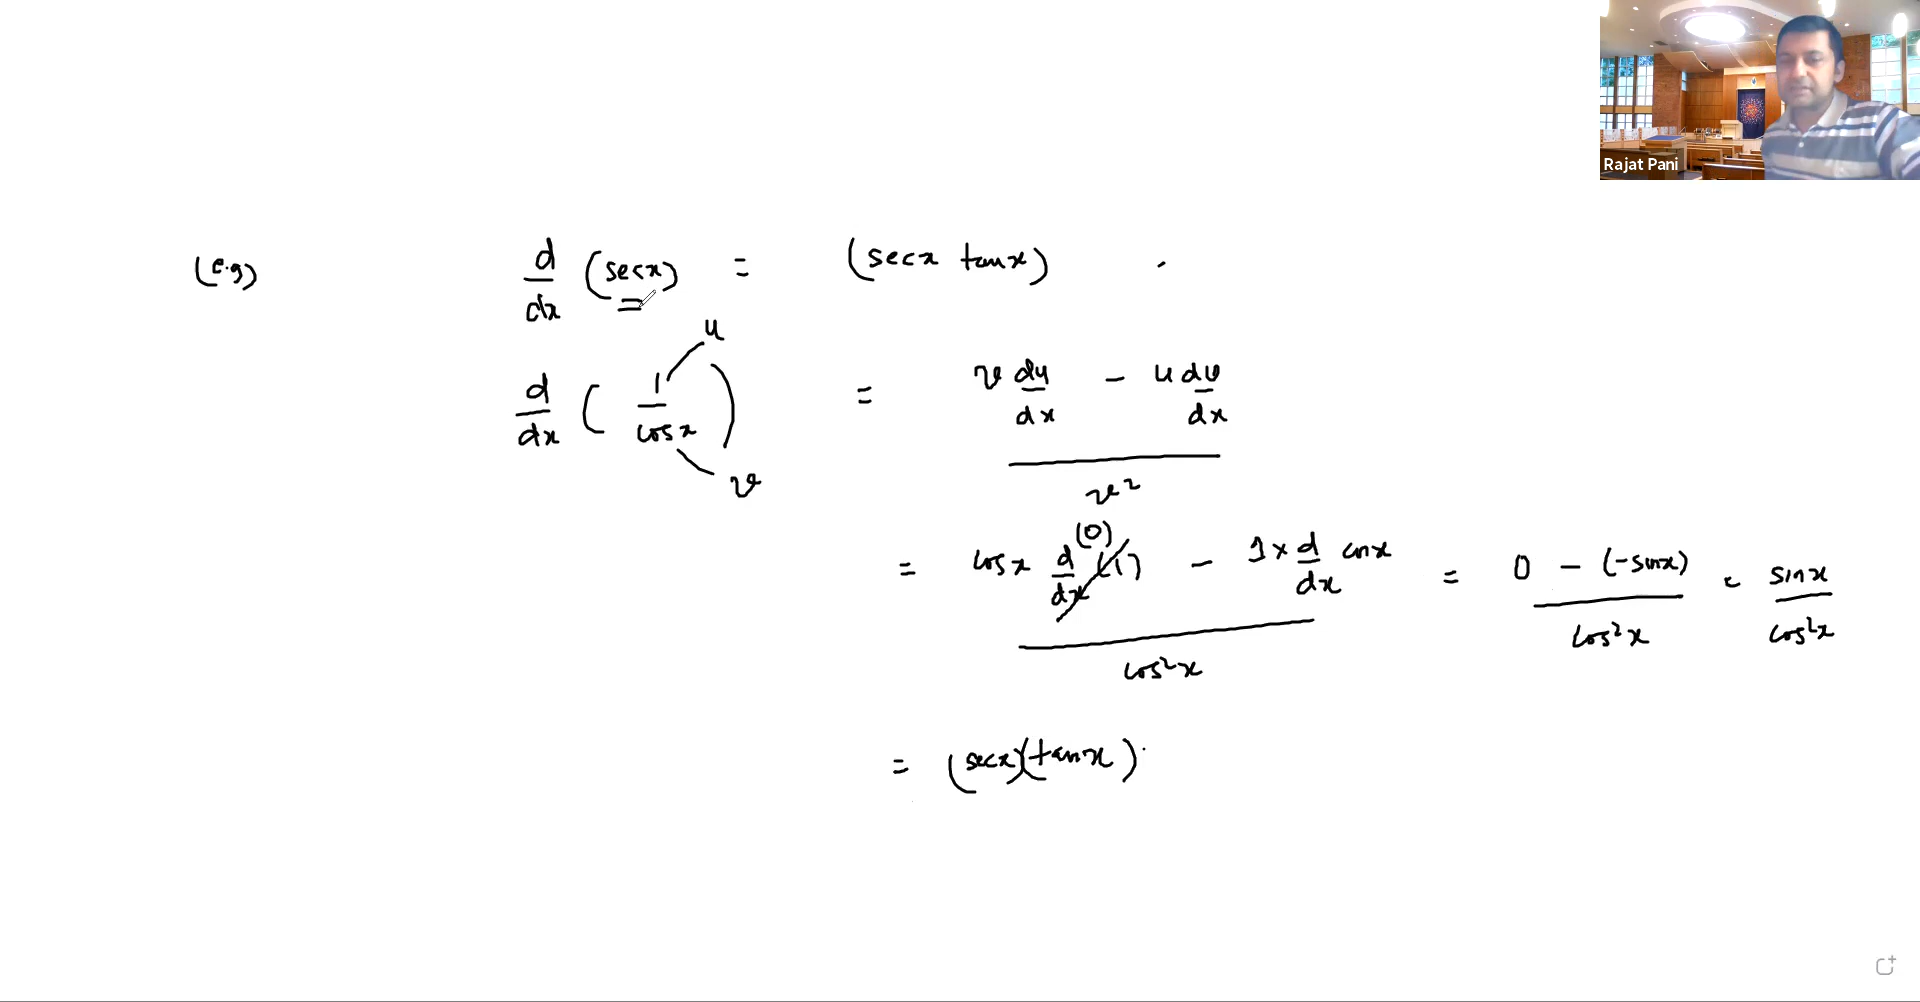 Rajat Pani
(e.g) d/dx (secx) = (secx tanx) .
d/dx ( 1/cosx ) = v du/dx - u dv/dx
u
v
v²
= cosx d/dx (1) (0) - 1 x d/dx cosx = 0 - (-sinx) = sinx
cos²x cos²x cos²x
= (secx)(tanx).